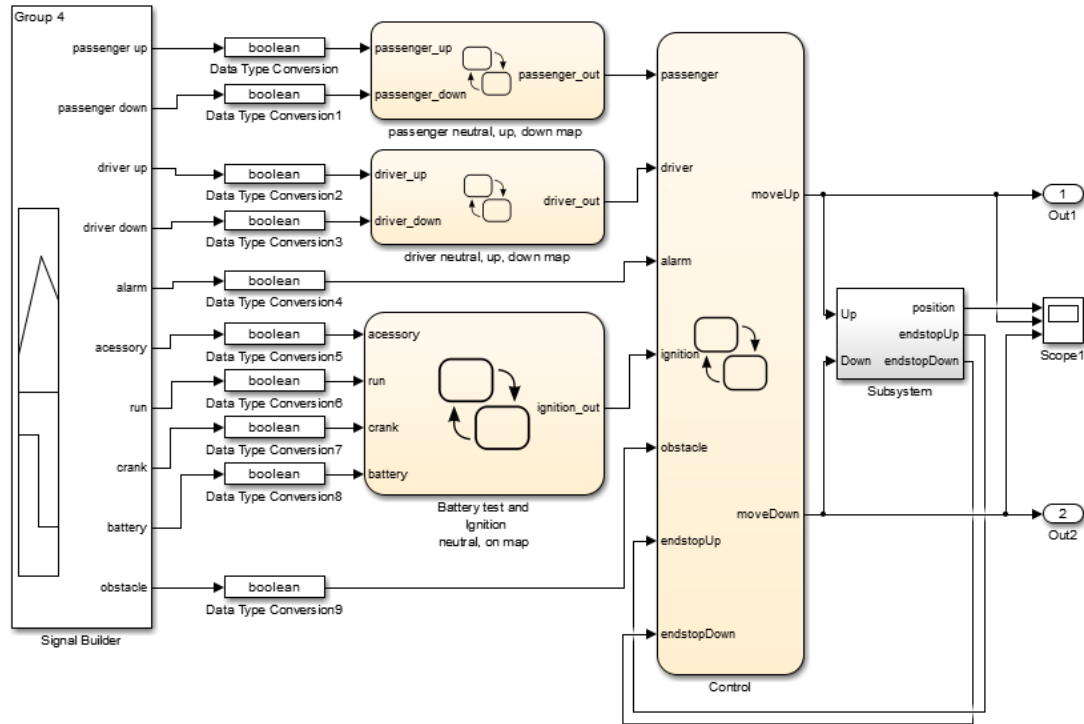 Group 4
passenger up
passenger down
driver up
driver down
alarm
acessory
run
crank
battery
obstacle
Signal Builder
boolean
Data Type Conversion
boolean
Data Type Conversion1
boolean
Data Type Conversion2
boolean
Data Type Conversion3
boolean
Data Type Conversion4
boolean
Data Type Conversion5
boolean
Data Type Conversion6
boolean
Data Type Conversion7
boolean
Data Type Conversion8
boolean
Data Type Conversion9
passenger_up
passenger_down
passenger_out
passenger neutral, up, down map
driver_up
driver_down
driver_out
driver neutral, up, down map
acessory
run
crank
battery
ignition_out
Battery test and
Ignition
neutral, on map
passenger
driver
alarm
ignition
obstacle
endstopUp
endstopDown
moveUp
moveDown
Control
Up
Down
position
endstopUp
endstopDown
Subsystem
1
Out1
Scope1
2
Out2